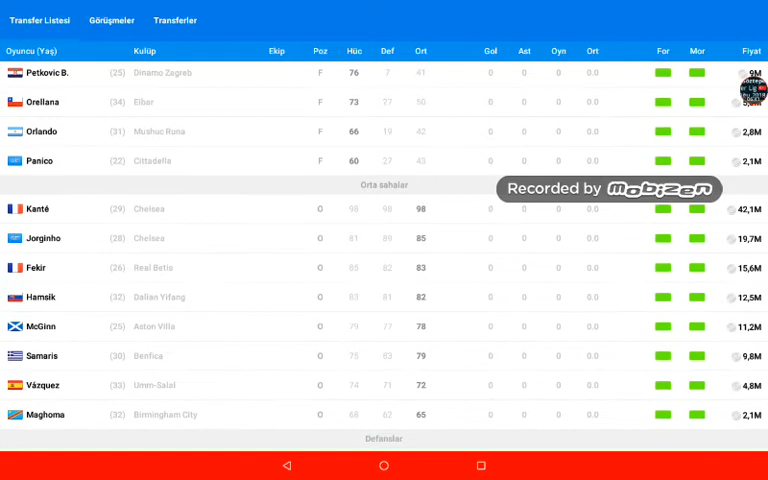 Transfer Listesi Görüşmeler Transferler
Oyuncu (Yaş) Kulüp Ekip Poz Hüc Def Ort Gol Ast Oyn Ort For Mor Fiyat
Petkovic B. (25) Dinamo Zagreb F 76 7 41 0 0 0 0.0 9M
Orellana (34) Eibar F 73 77 50 0 0 0 0.0
Orlando (31) Mushuc Runa F 66 19 42 0 0 0 0.0 2,8M
Panico (22) Cittadella F 60 27 43 0 0 0 0.0 2,1M
Orta sahalar
Recorded by mobizen
Kanté (29) Chelsea O 98 98 98 0 0 0 0.0 42,1M
Jorginho (28) Chelsea O 81 89 85 0 0 0 0.0 19,7M
Fekir (26) Real Betis O 85 82 83 0 0 0 0.0 15,6M
Hamsik (32) Dalian Yifang O 83 81 82 0 0 0 0.0 12,5M
McGinn (25) Aston Villa O 79 77 78 0 0 0 0.0 11,2M
Samaris (30) Benfica O 75 83 79 0 0 0 0.0 9,8M
Vázquez (33) Umm-Salal O 74 71 72 0 0 0 0.0 4,8M
Maghoma (32) Birmingham City O 68 62 65 0 0 0 0.0 2,1M
Defanslar